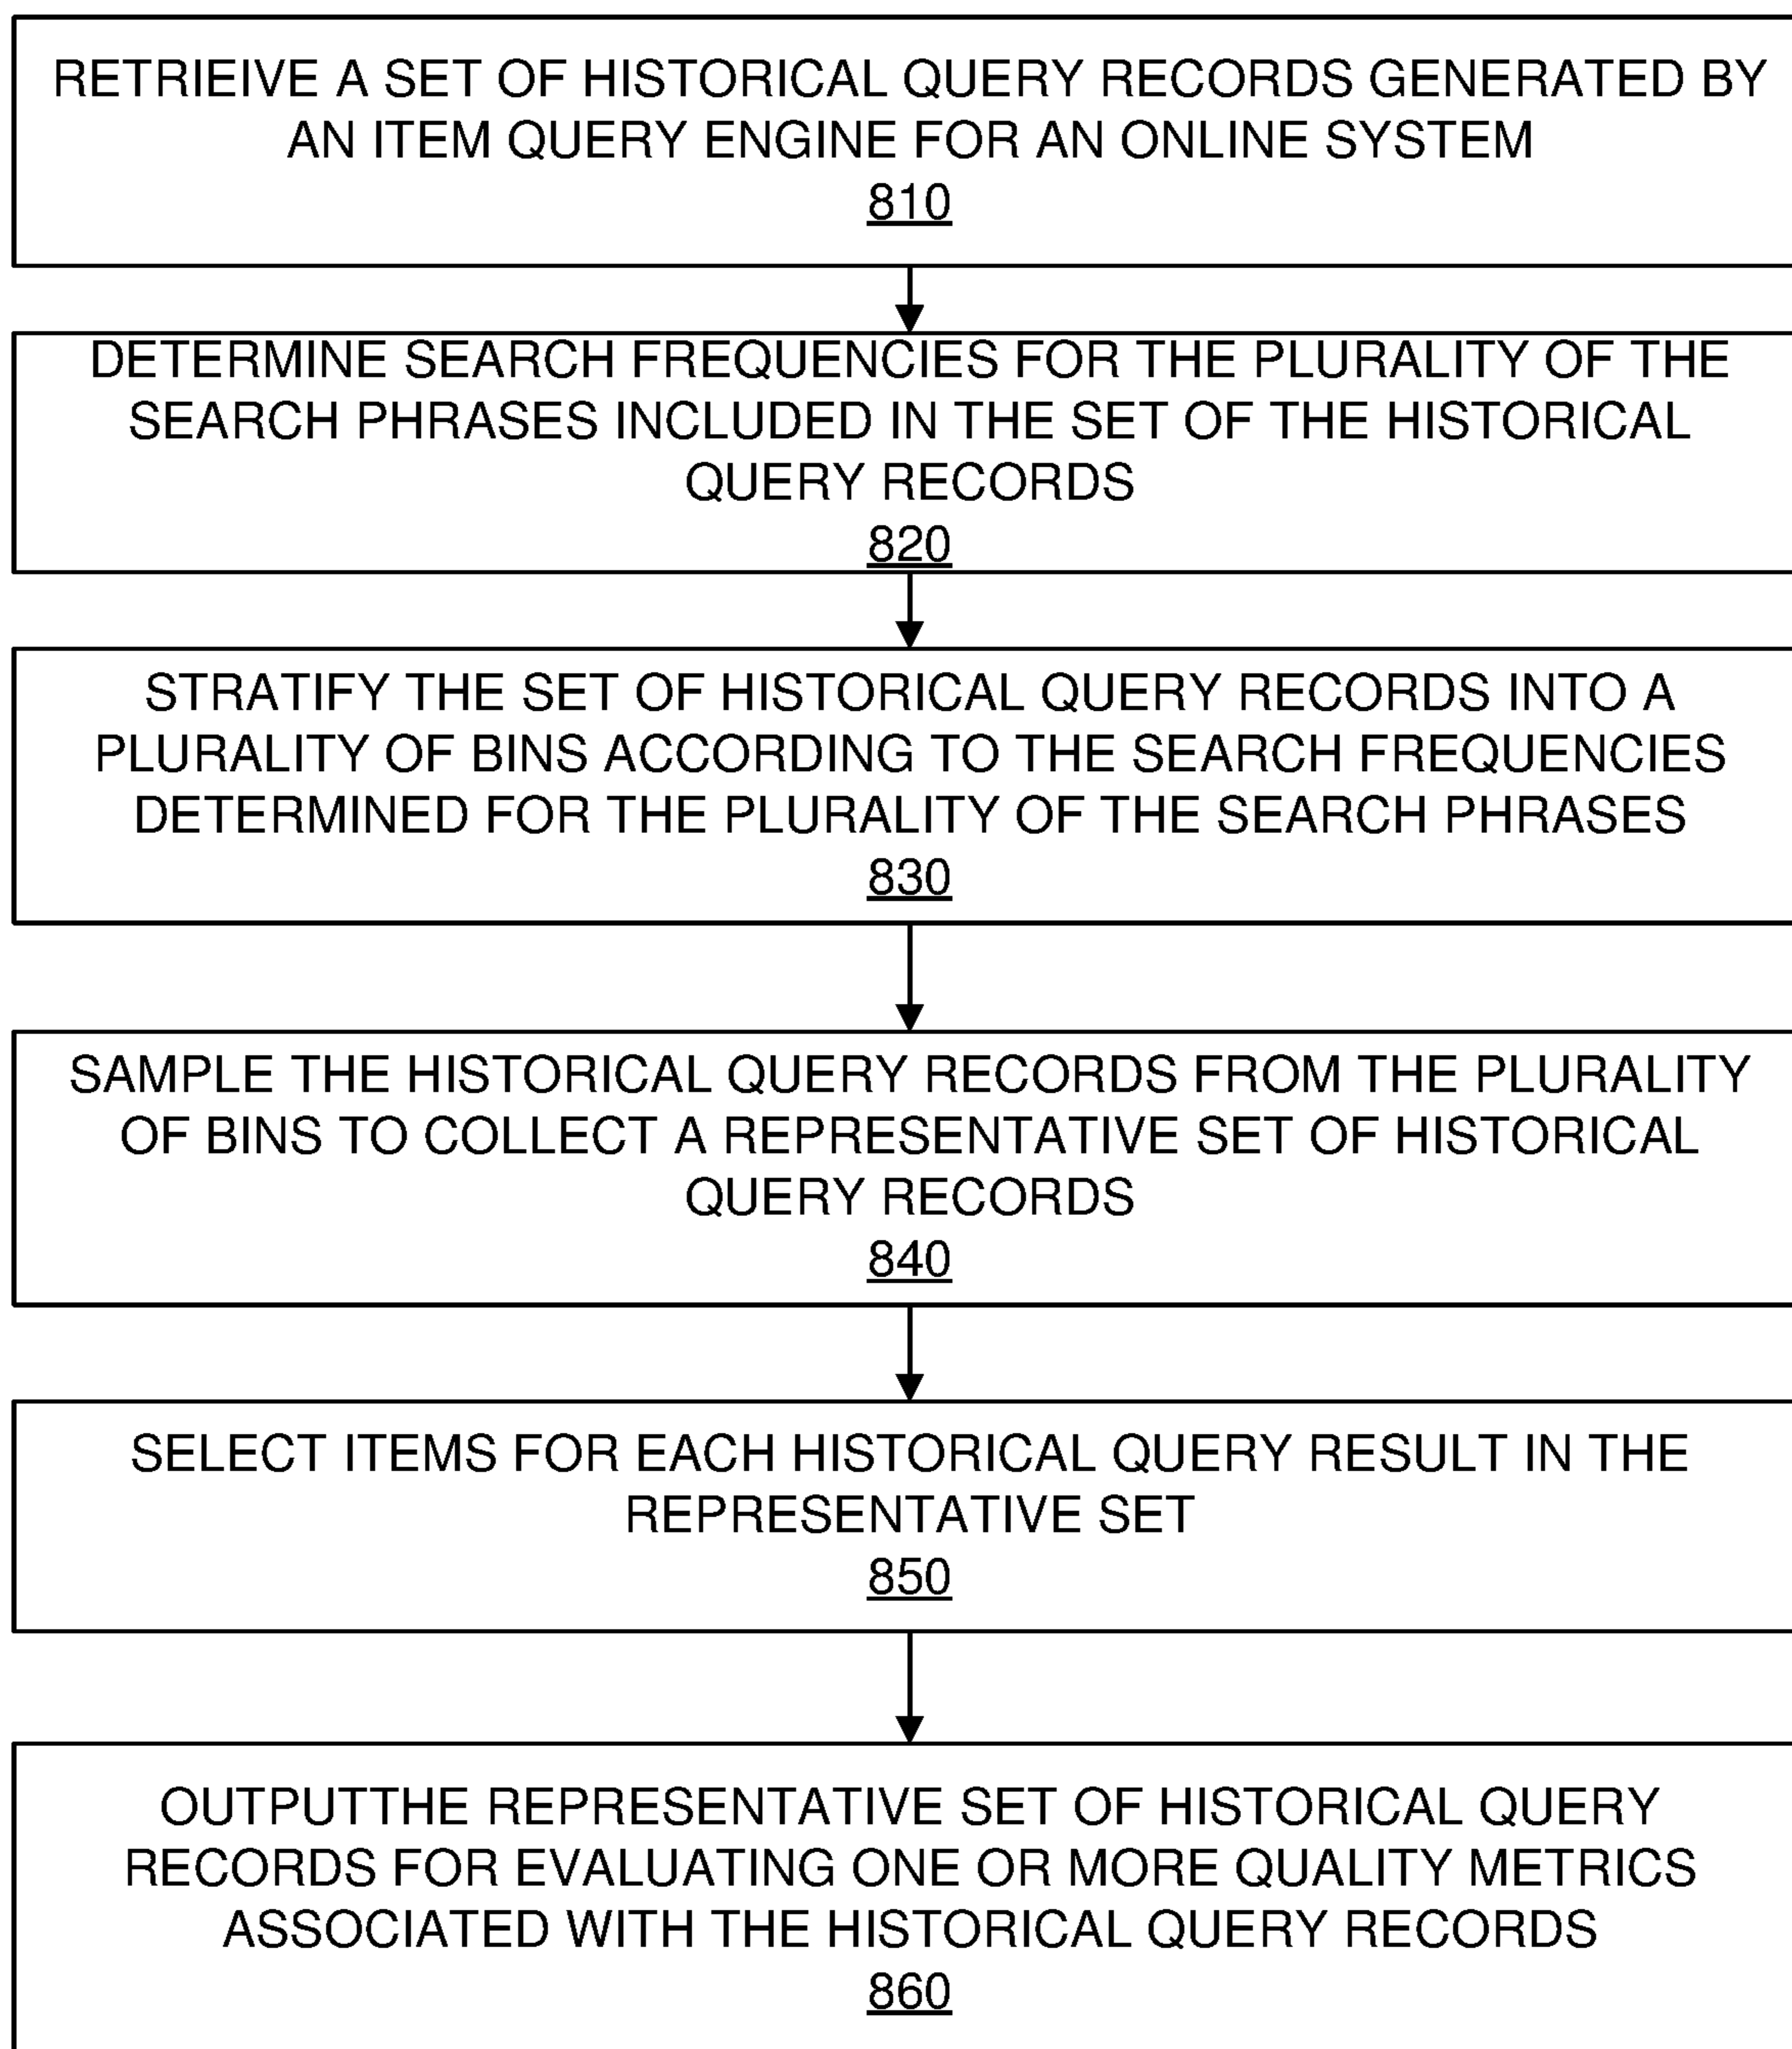 RETRIEIVE A SET OF HISTORICAL QUERY RECORDS GENERATED BY
AN ITEM QUERY ENGINE FOR AN ONLINE SYSTEM
810
DETERMINE SEARCH FREQUENCIES FOR THE PLURALITY OF THE
SEARCH PHRASES INCLUDED IN THE SET OF THE HISTORICAL
QUERY RECORDS
820
STRATIFY THE SET OF HISTORICAL QUERY RECORDS INTO A
PLURALITY OF BINS ACCORDING TO THE SEARCH FREQUENCIES
DETERMINED FOR THE PLURALITY OF THE SEARCH PHRASES
830
SAMPLE THE HISTORICAL QUERY RECORDS FROM THE PLURALITY
OF BINS TO COLLECT A REPRESENTATIVE SET OF HISTORICAL
QUERY RECORDS
840
SELECT ITEMS FOR EACH HISTORICAL QUERY RESULT IN THE
REPRESENTATIVE SET
850
OUTPUTTHE REPRESENTATIVE SET OF HISTORICAL QUERY
RECORDS FOR EVALUATING ONE OR MORE QUALITY METRICS
ASSOCIATED WITH THE HISTORICAL QUERY RECORDS
860